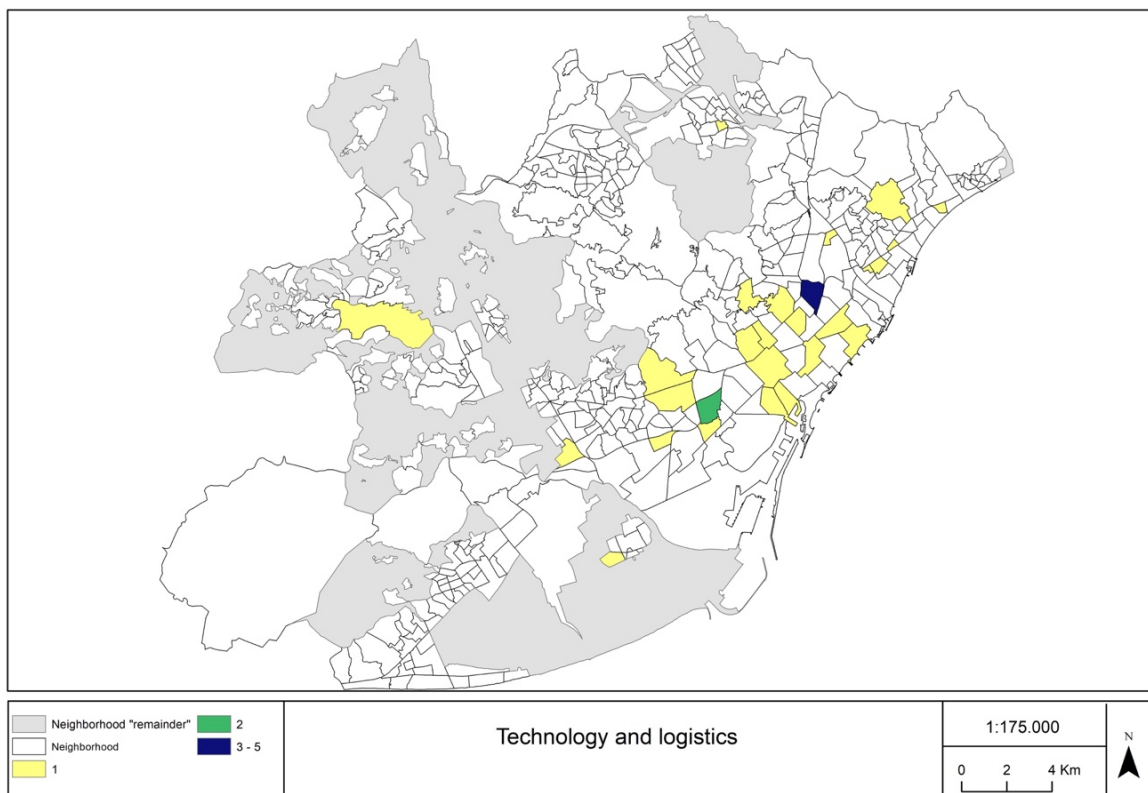 Neighborhood "remainder"
Neighborhood
1
2
3 - 5
Technology and logistics
1:175.000
0 2 4 Km
N